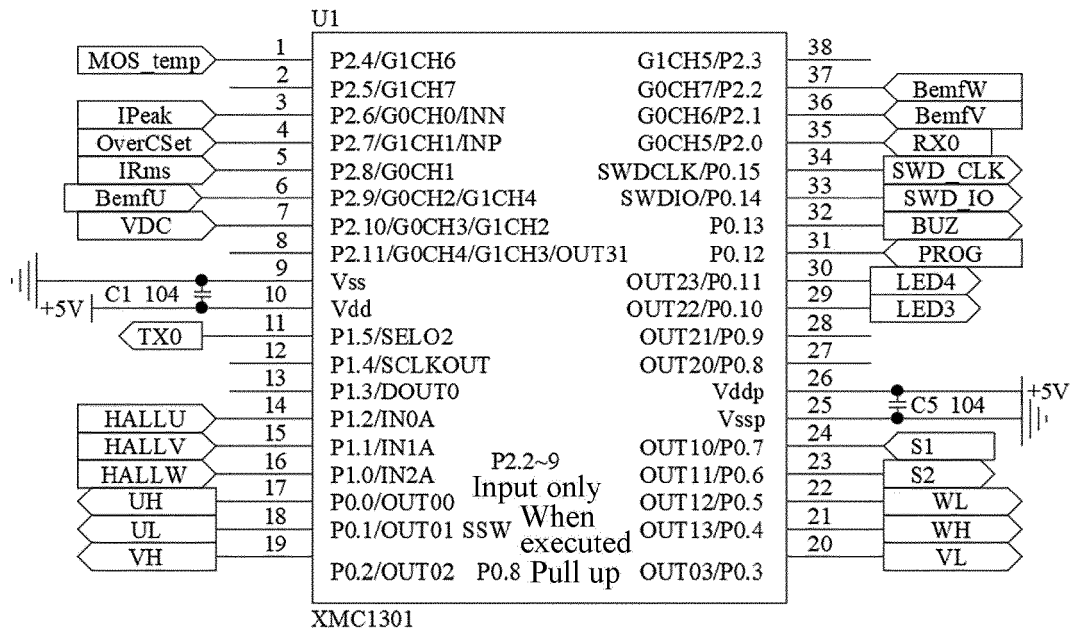 U1
MOS_temp 1 P2.4/G1CH6 G1CH5/P2.3 38
2 P2.5/G1CH7 G0CH7/P2.2 37 BemfW
IPeak 3 P2.6/G0CH0/INN G0CH6/P2.1 36 BemfV
OverCSet 4 P2.7/G1CH1/INP G0CH5/P2.0 35 RX0
IRms 5 P2.8/G0CH1 SWDCLK/P0.15 34 SWD_CLK
BemfU 6 P2.9/G0CH2/G1CH4 SWDIO/P0.14 33 SWD_IO
VDC 7 P2.10/G0CH3/G1CH2 P0.13 32 BUZ
8 P2.11/G0CH4/G1CH3/OUT31 P0.12 31 PROG
9 Vss OUT23/P0.11 30 LED4
+5V C1 104 10 Vdd OUT22/P0.10 29 LED3
TX0 11 P1.5/SELO2 OUT21/P0.9 28
12 P1.4/SCLKOUT OUT20/P0.8 27
13 P1.3/DOUT0 Vddp 26 +5V
HALLU 14 P1.2/IN0A Vssp 25 C5 104
HALLV 15 P1.1/IN1A OUT10/P0.7 24 S1
HALLW 16 P1.0/IN2A P2.2~9 OUT11/P0.6 23 S2
UH 17 P0.0/OUT00 Input only OUT12/P0.5 22 WL
UL 18 P0.1/OUT01 SSW When executed OUT13/P0.4 21 WH
VH 19 P0.2/OUT02 P0.8 Pull up OUT03/P0.3 20 VL
XMC1301